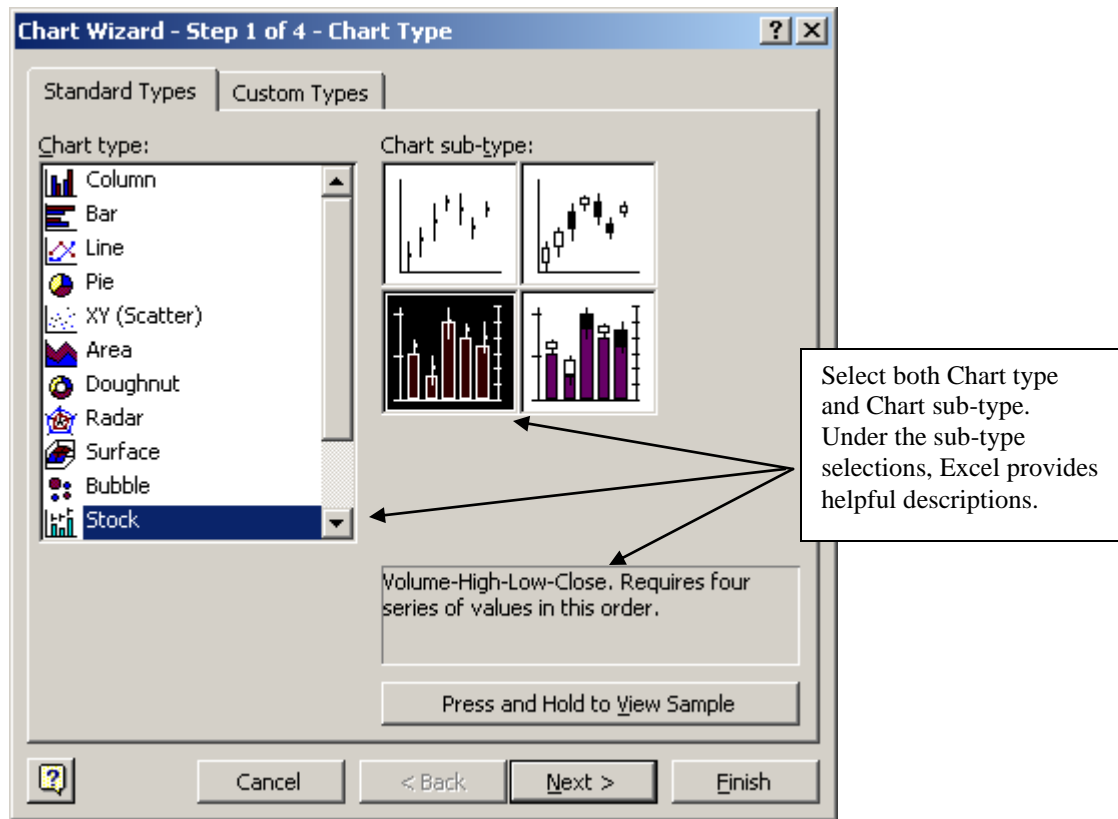 Chart Wizard - Step 1 of 4 - Chart Type
Standard Types
Custom Types
Chart type:
Column
Bar
Line
Pie
XY (Scatter)
Area
Doughnut
Radar
Surface
Bubble
Stock
Chart sub-type:
Select both Chart type
and Chart sub-type.
Under the sub-type
selections, Excel provides
helpful descriptions.
Volume-High-Low-Close. Requires four
series of values in this order.
Press and Hold to View Sample
Cancel
< Back
Next >
Finish